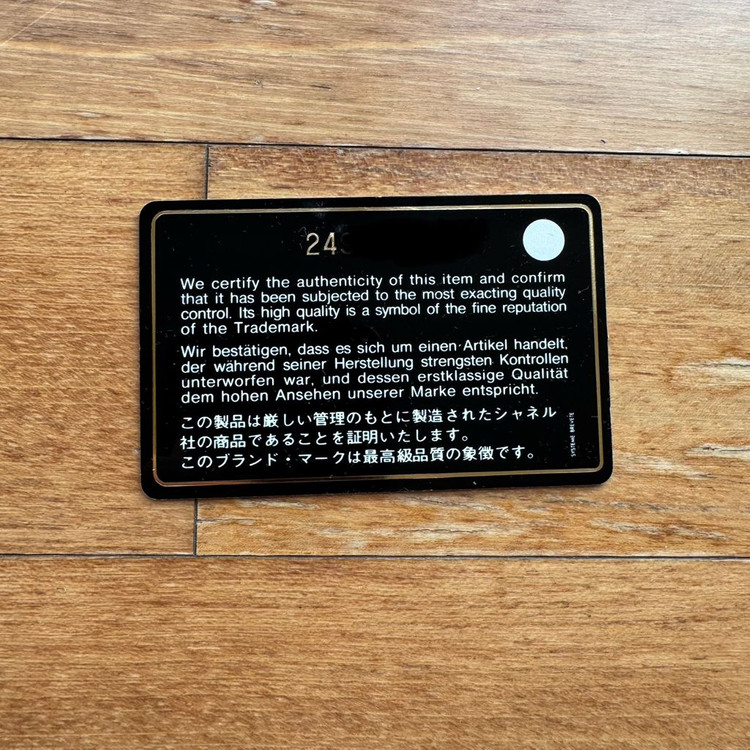 24
We certify the authenticity of this item and confirm
that it has been subjected to the most exacting quality
control. Its high quality is a symbol of the fine reputation
of the Trademark.
Wir bestätigen, dass es sich um einen Artikel handelt,
der während seiner Herstellung strengsten Kontrollen
unterworfen war, und dessen erstklassige Qualität
dem hohen Ansehen unserer Marke entspricht.
この製品は厳しい管理のもとに製造されたシャネル
社の商品であることを証明いたします。
このブランド・マークは最高級品質の象徴です。
SYSTEME BREVETE